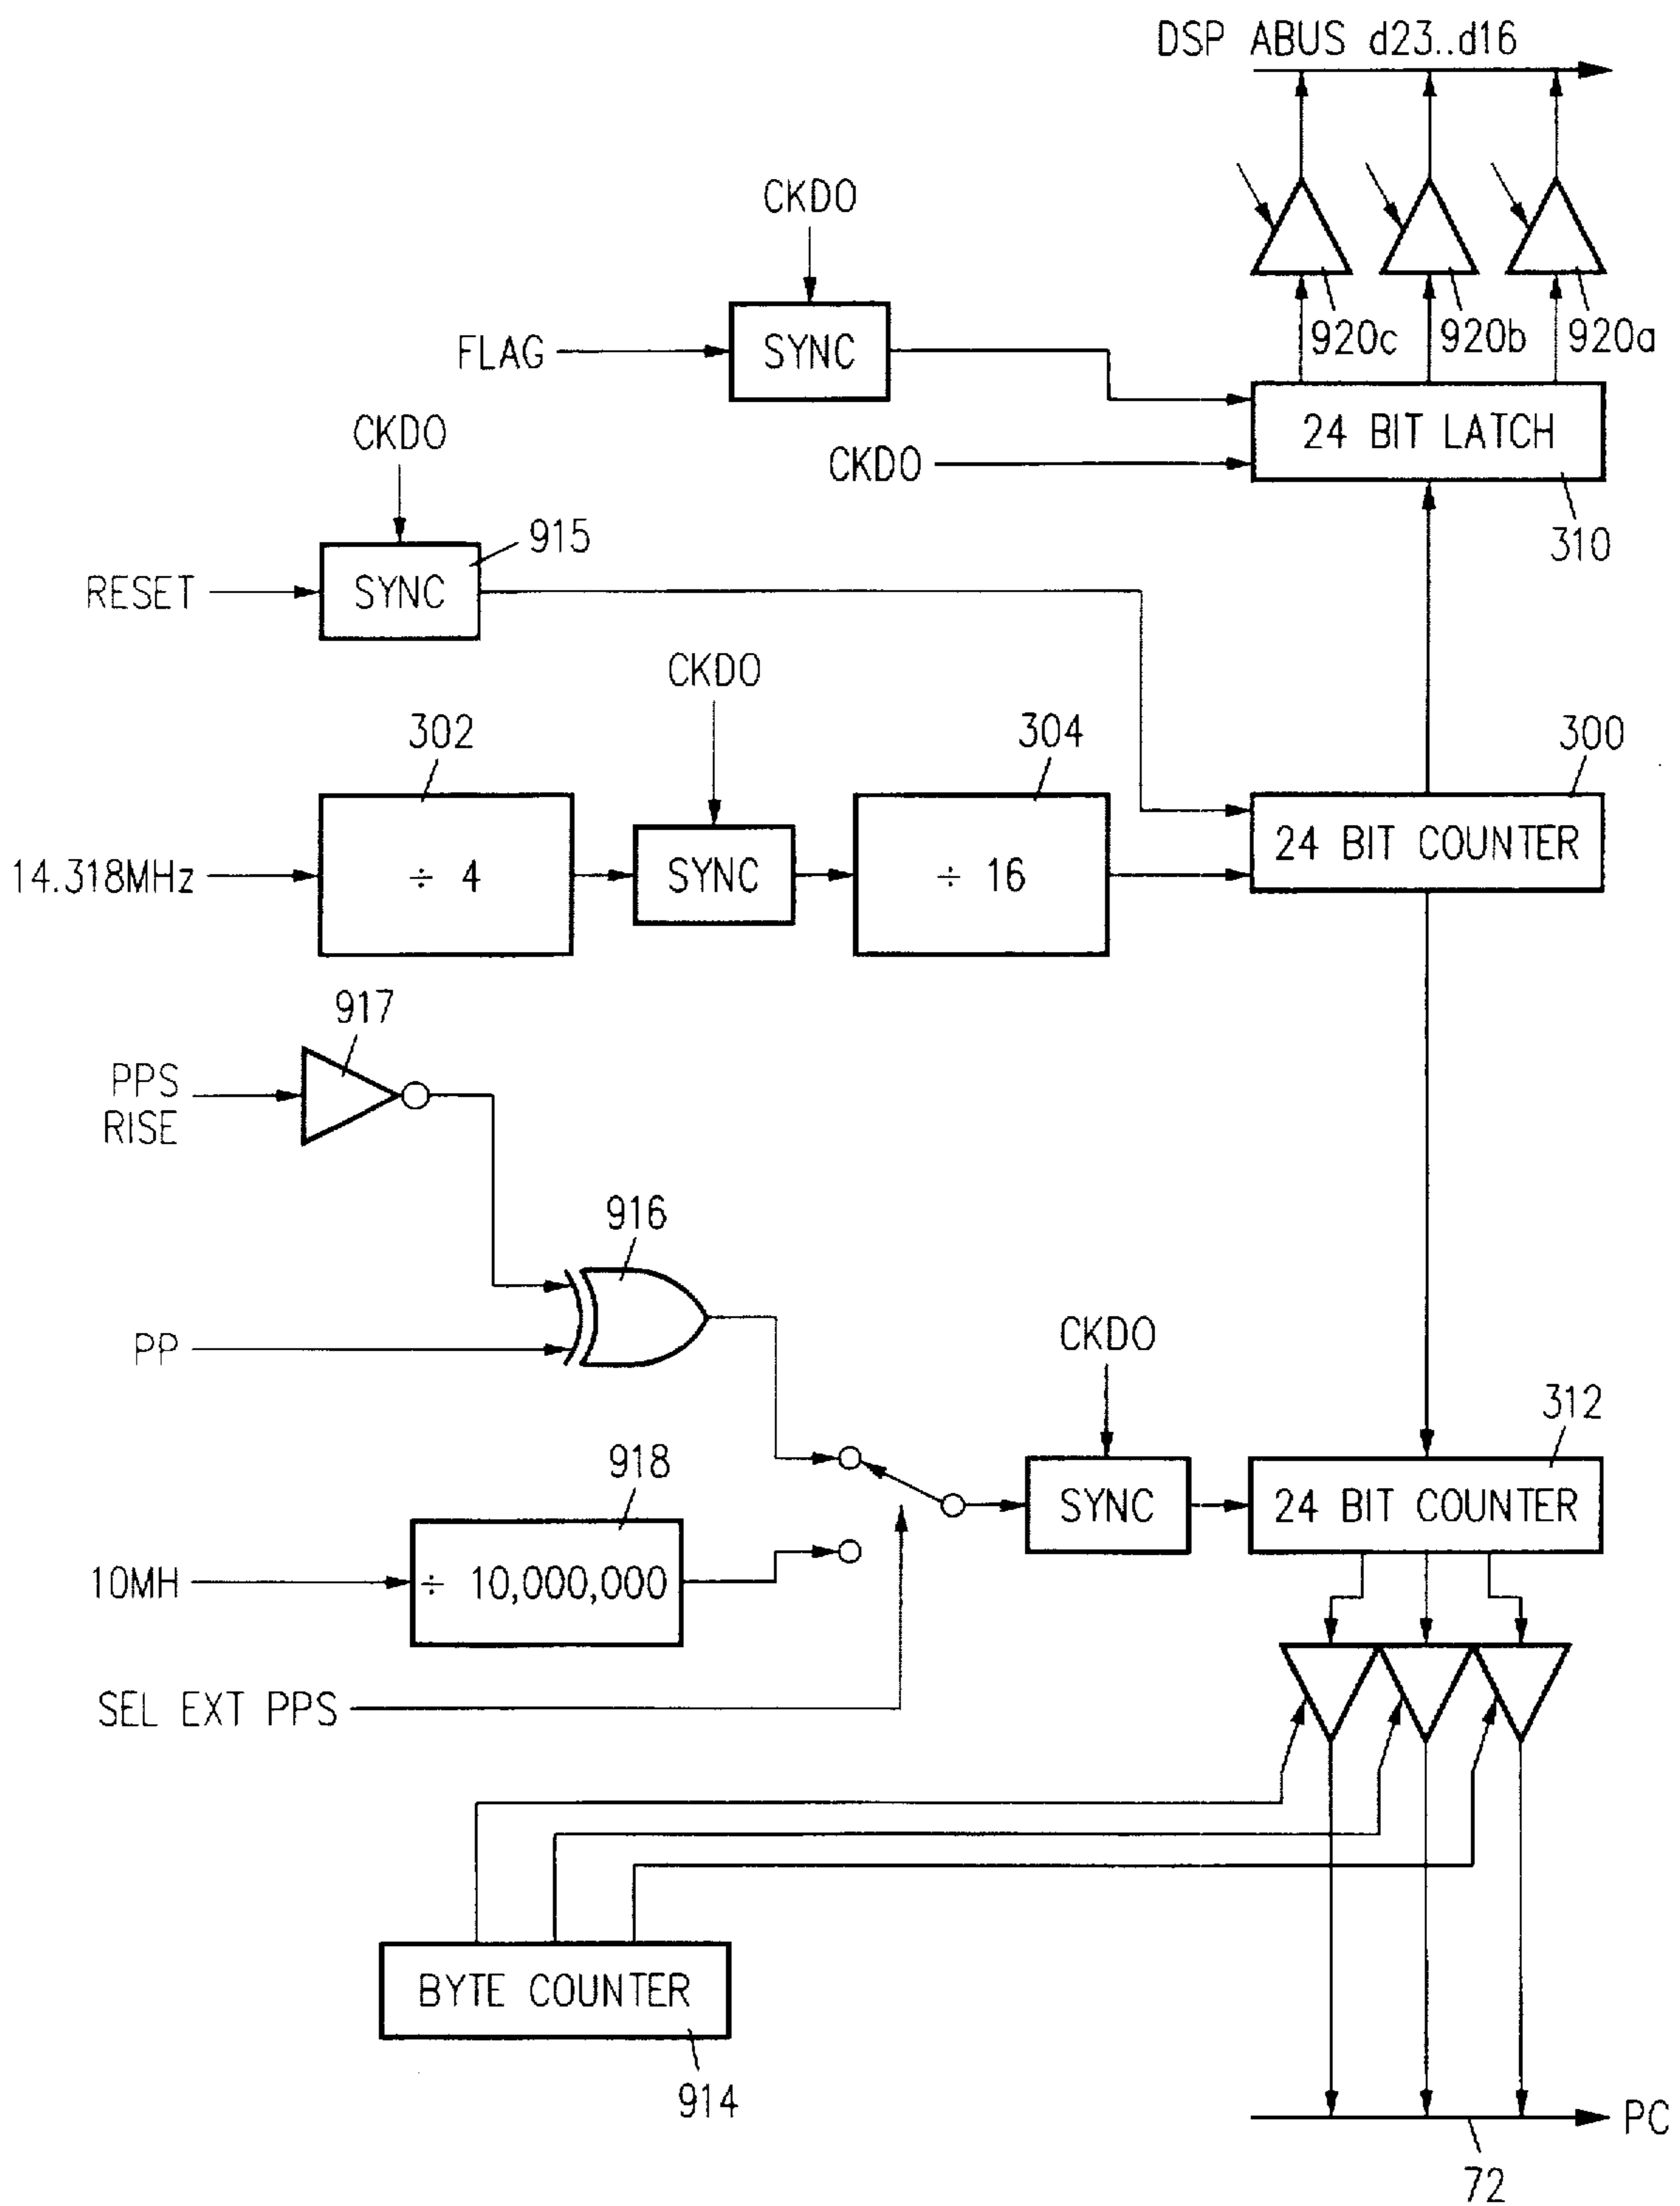 DSP ABUS d23..d16
CKDO
920c
920b
920a
FLAG
SYNC
24 BIT LATCH
CKDO
CKDO
310
915
RESET
SYNC
CKDO
302
304
300
14.318MHz
÷ 4
SYNC
÷ 16
24 BIT COUNTER
917
PPS
RISE
916
PP
CKDO
312
918
SYNC
24 BIT COUNTER
10MH
÷ 10,000,000
SEL EXT PPS
BYTE COUNTER
914
PC
72